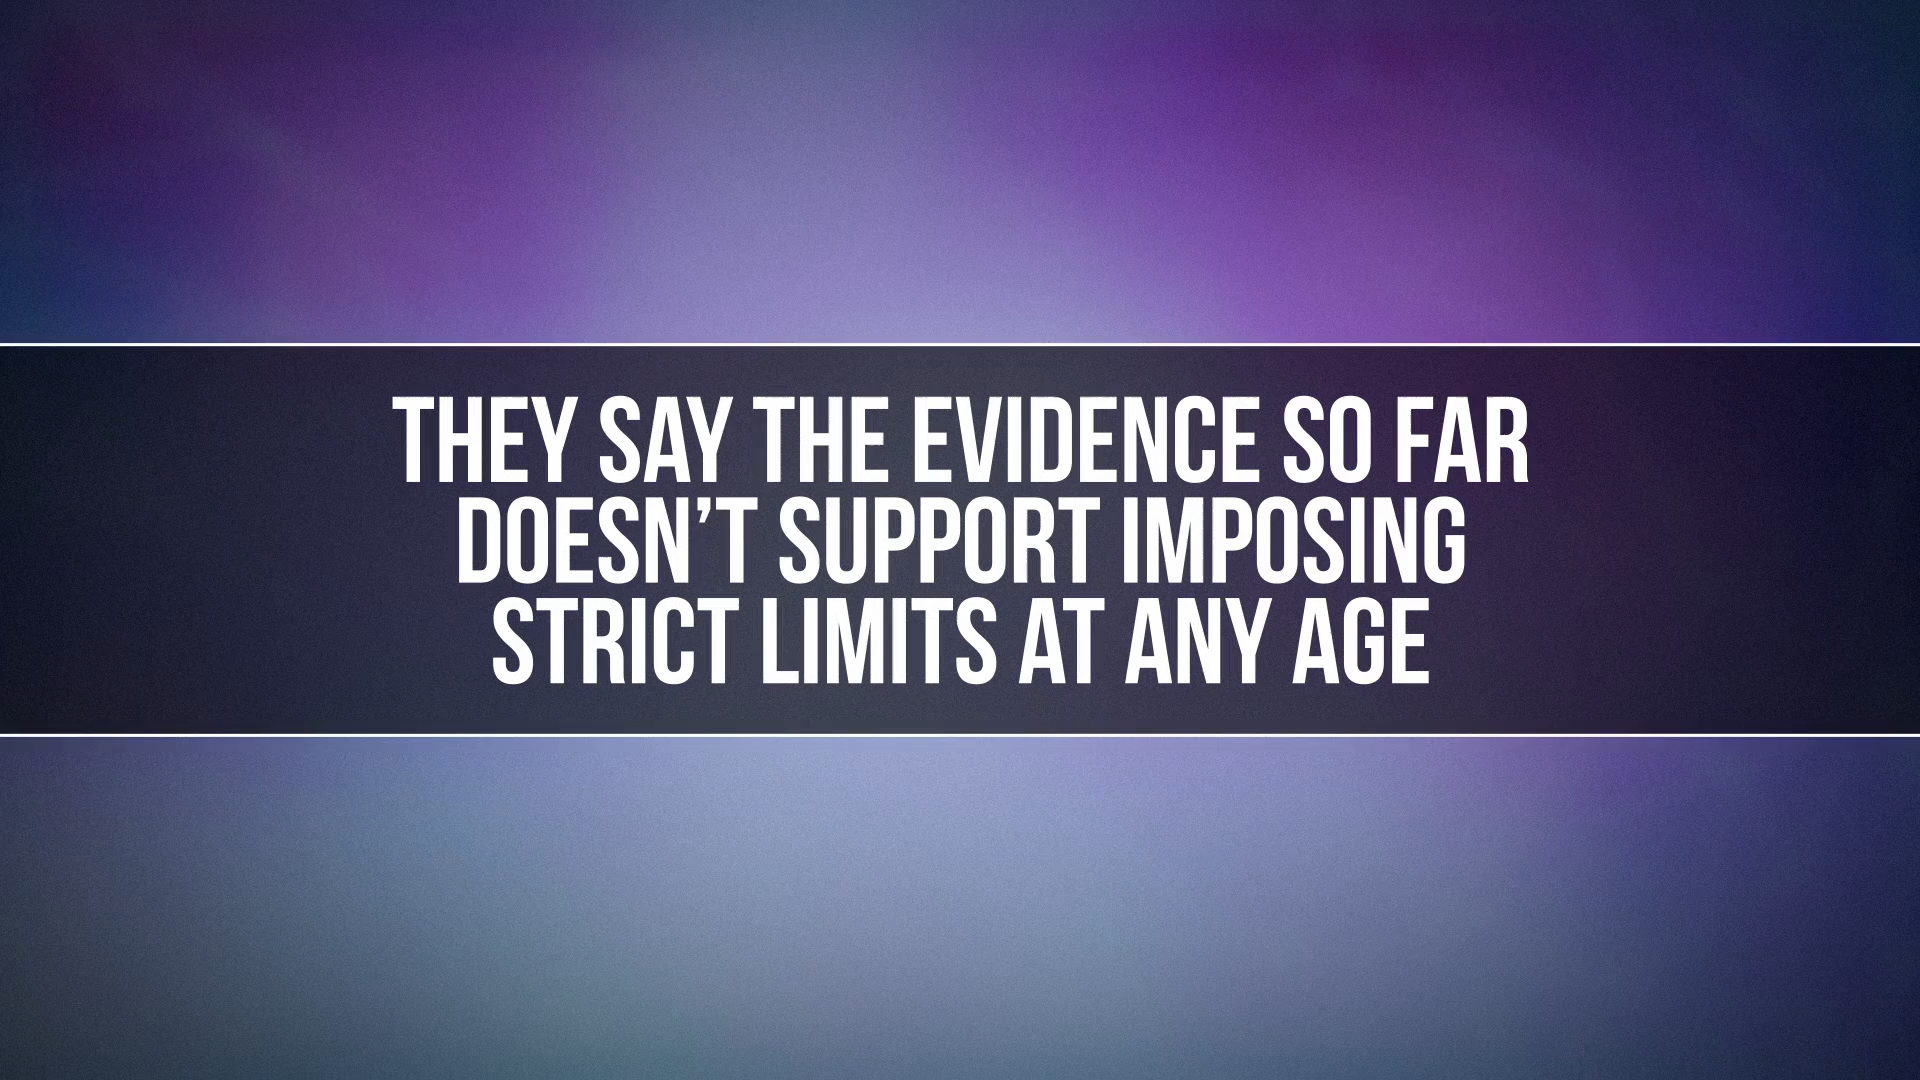 THEY SAY THE EVIDENCE SO FAR
DOESN’T SUPPORT IMPOSING
STRICT LIMITS AT ANY AGE